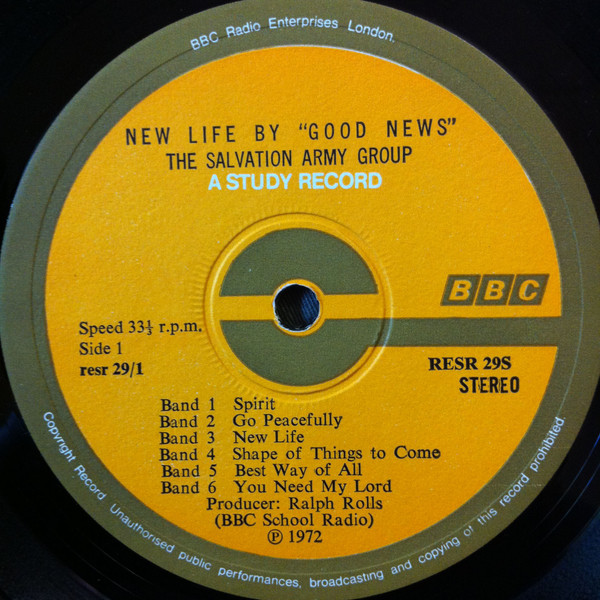 BBC Radio Enterprises London.
NEW LIFE BY "GOOD NEWS"
THE SALVATION ARMY GROUP
A STUDY RECORD
BBC
Speed 33⅓ r.p.m.
Side 1
resr 29/1
RESR 29S
STEREO
Band 1 Spirit
Band 2 Go Peacefully
Band 3 New Life
Band 4 Shape of Things to Come
Band 5 Best Way of All
Band 6 You Need My Lord
Producer: Ralph Rolls
(BBC School Radio)
℗ 1972
Copyright Record Unauthorised public performances, broadcasting and copying of this record prohibited.